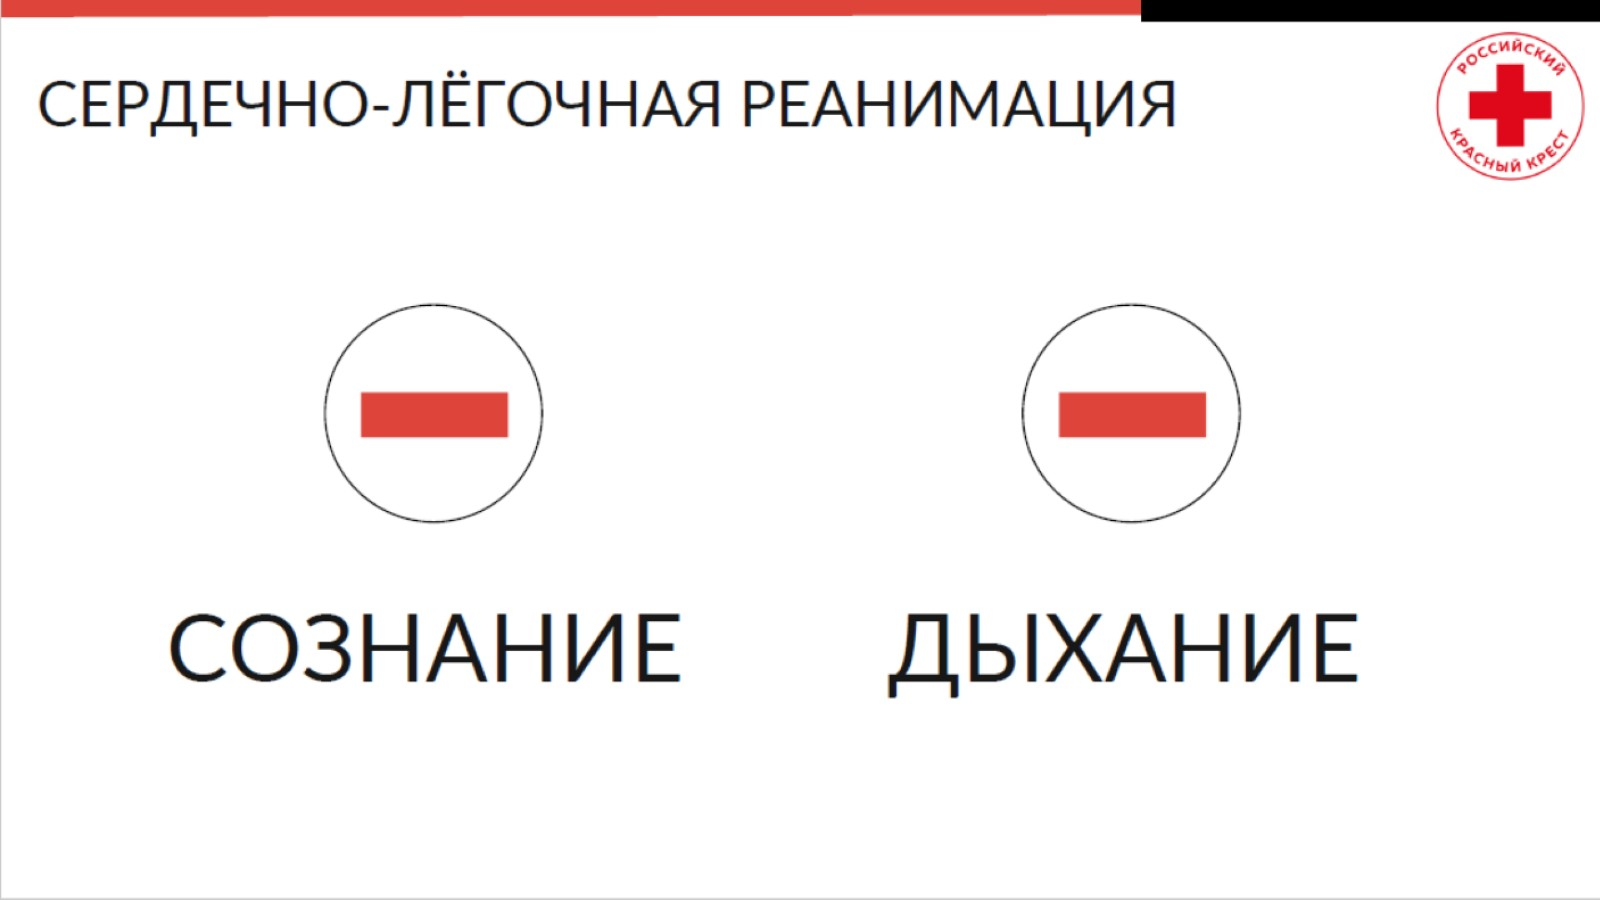 СЕРДЕЧНО-ЛЁГОЧНАЯ РЕАНИМАЦИЯ
РОССИЙСКИЙ
КРАСНЫЙ КРЕСТ
СОЗНАНИЕ
ДЫХАНИЕ